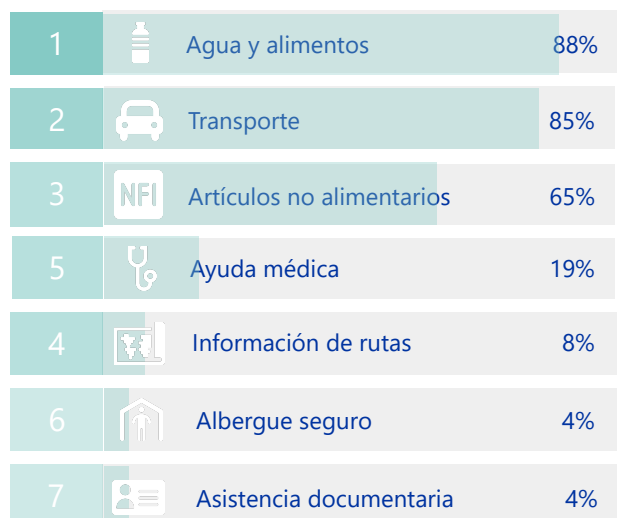 1 Agua y alimentos 88%
2 Transporte 85%
3 NFI Artículos no alimentarios 65%
5 Ayuda médica 19%
4 Información de rutas 8%
6 Albergue seguro 4%
7 Asistencia documentaria 4%